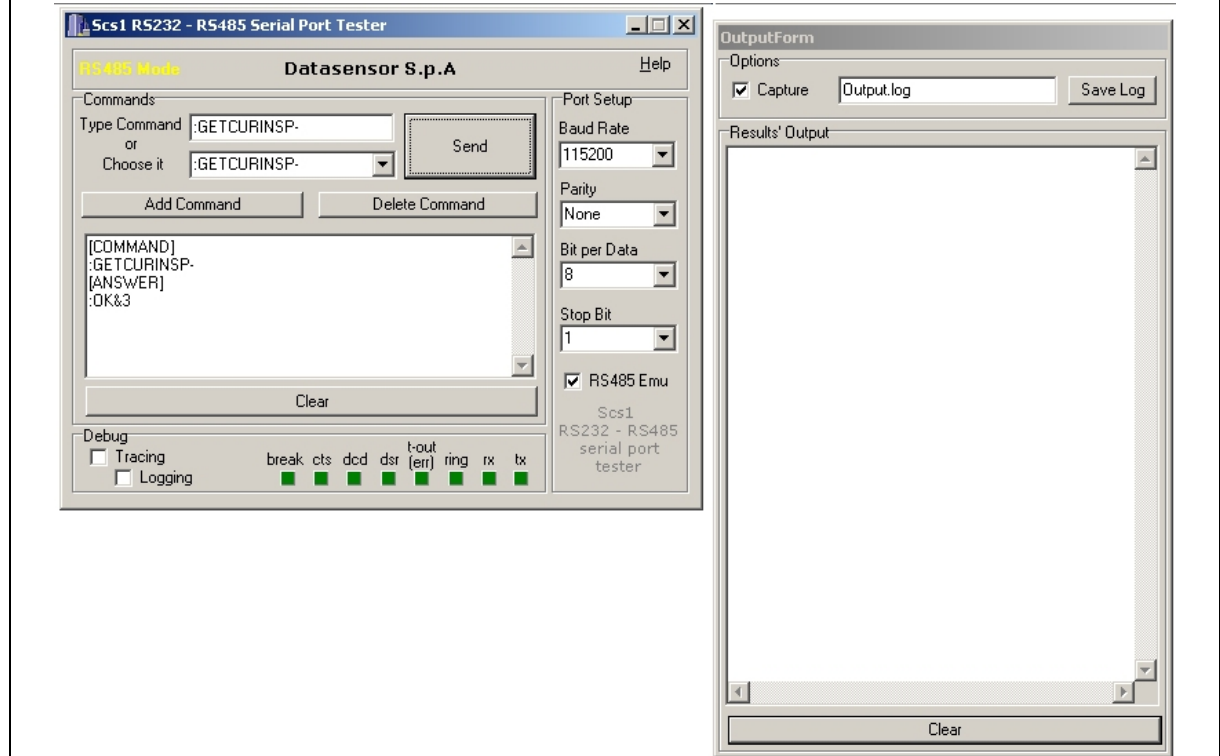 Scs1 RS232 - RS485 Serial Port Tester
RS485 Mode
Datasensor S.p.A
Help
Commands
Type Command
or
Choose it
:GETCURINSP-
:GETCURINSP-
Send
Add Command
Delete Command
[COMMAND]
:GETCURINSP-
[ANSWER]
:OK&3
Clear
Debug
Tracing
Logging
break cts dcd dsr t-out (err) ring rx tx
Port Setup
Baud Rate
115200
Parity
None
Bit per Data
8
Stop Bit
1
RS485 Emu
Scs1
RS232 - RS485
serial port
tester
OutputForm
Options
Capture
Output.log
Save Log
Results' Output
Clear